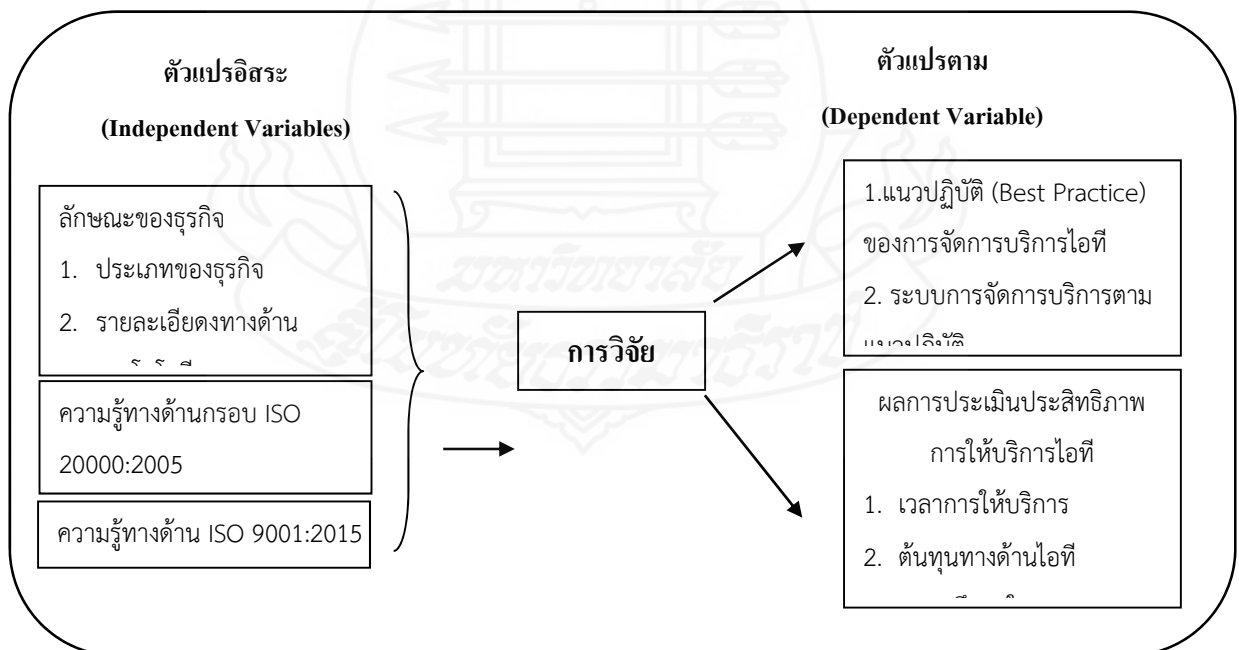 ตัวแปรอิสระ
(Independent Variables)
ลักษณะของธุรกิจ
1. ประเภทของธุรกิจ
2. รายละเอียดงทางด้าน
ความรู้ทางด้านกรอบ ISO
20000:2005
ความรู้ทางด้าน ISO 9001:2015
การวิจัย
ตัวแปรตาม
(Dependent Variable)
1.แนวปฏิบัติ (Best Practice)
ของการจัดการบริการไอที
2. ระบบการจัดการบริการตาม
แนวปฏิบัติ
ผลการประเมินประสิทธิภาพ
การให้บริการไอที
1. เวลาการให้บริการ
2. ต้นทุนทางด้านไอที